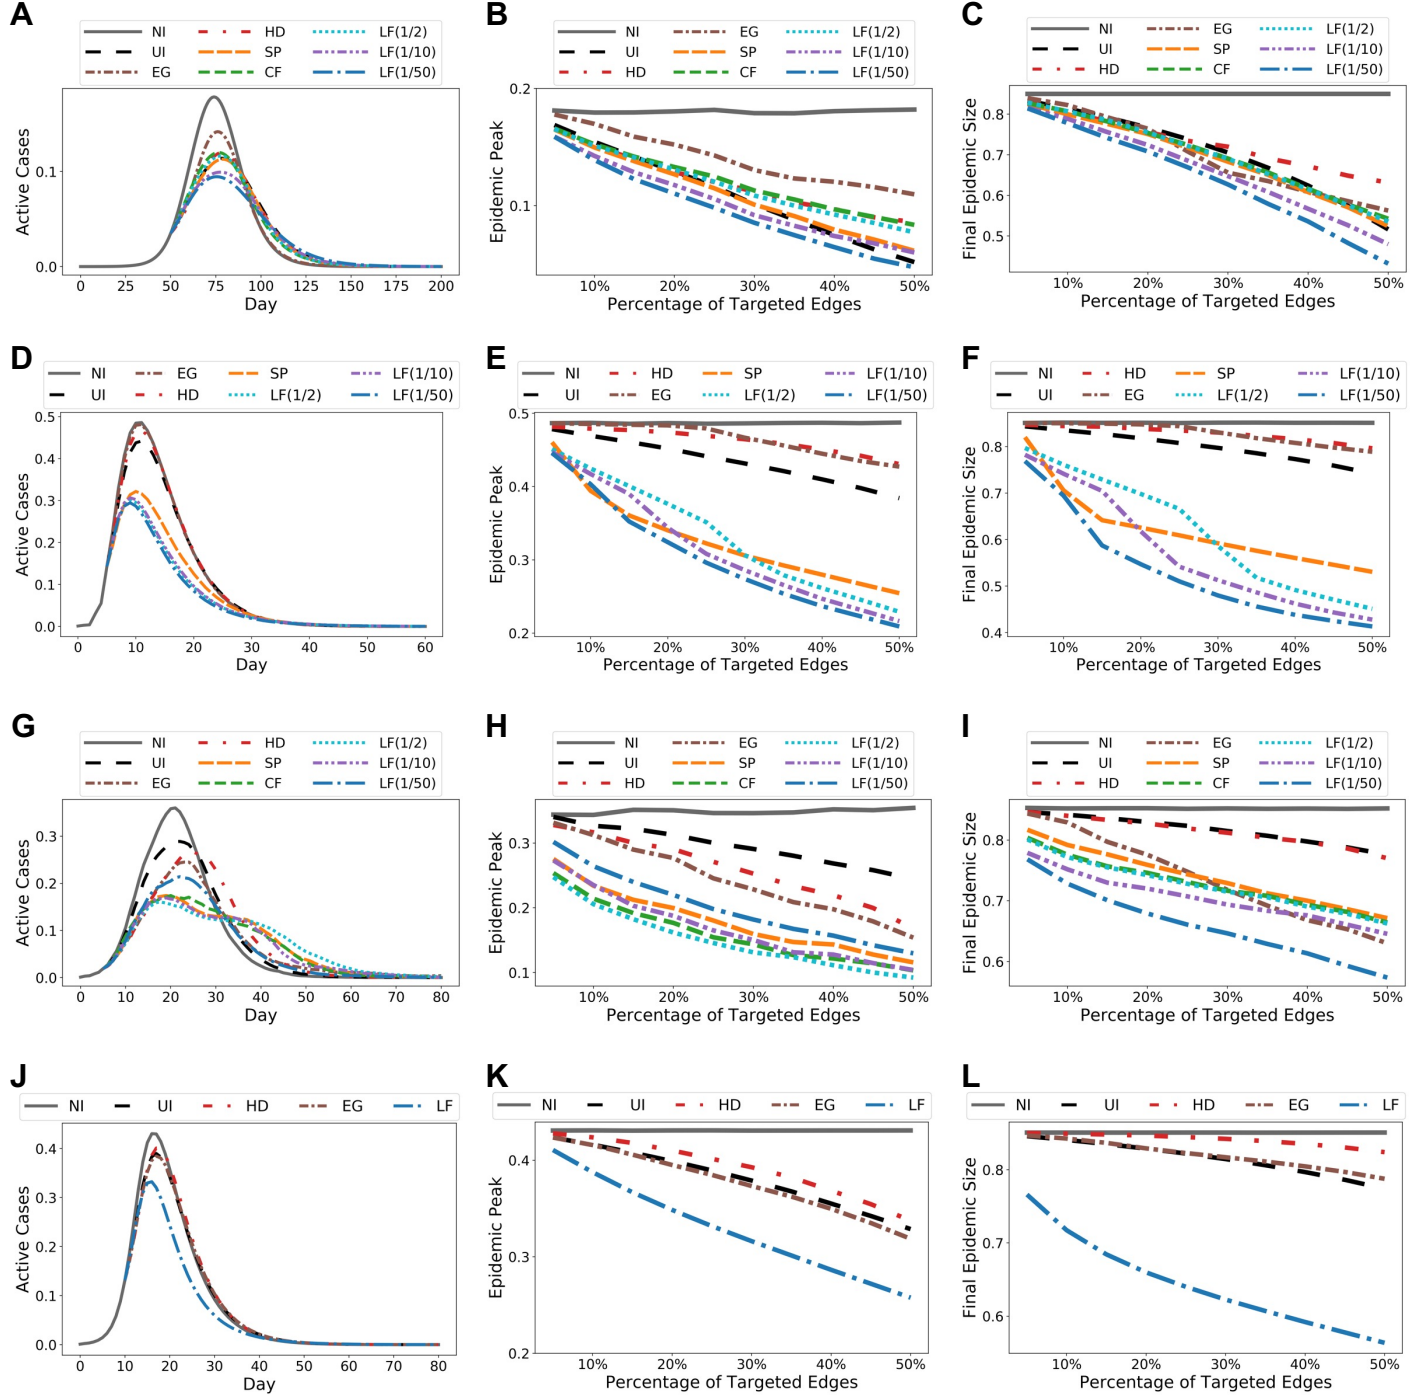 A
NI HD LF(1/2)
UI SP LF(1/10)
EG CF LF(1/50)
Active Cases
0.1
0.0
0 25 50 75 100 125 150 175 200
Day
B
NI EG LF(1/2)
UI SP LF(1/10)
HD CF LF(1/50)
Epidemic Peak
0.2
0.1
10% 20% 30% 40% 50%
Percentage of Targeted Edges
C
NI EG LF(1/2)
UI SP LF(1/10)
HD CF LF(1/50)
Final Epidemic Size
0.8
0.7
0.6
0.5
10% 20% 30% 40% 50%
Percentage of Targeted Edges
D
NI EG SP LF(1/10)
UI HD LF(1/2) LF(1/50)
Active Cases
0.5
0.4
0.3
0.2
0.1
0.0
0 10 20 30 40 50 60
Day
E
NI HD SP LF(1/10)
UI EG LF(1/2) LF(1/50)
Epidemic Peak
0.5
0.4
0.3
0.2
10% 20% 30% 40% 50%
Percentage of Targeted Edges
F
NI HD SP LF(1/10)
UI EG LF(1/2) LF(1/50)
Final Epidemic Size
0.8
0.7
0.6
0.5
0.4
10% 20% 30% 40% 50%
Percentage of Targeted Edges
G
NI HD LF(1/2)
UI SP LF(1/10)
EG CF LF(1/50)
Active Cases
0.3
0.2
0.1
0.0
0 10 20 30 40 50 60 70 80
Day
H
NI EG LF(1/2)
UI SP LF(1/10)
HD CF LF(1/50)
Epidemic Peak
0.3
0.2
0.1
10% 20% 30% 40% 50%
Percentage of Targeted Edges
I
NI EG LF(1/2)
UI SP LF(1/10)
HD CF LF(1/50)
Final Epidemic Size
0.8
0.7
0.6
10% 20% 30% 40% 50%
Percentage of Targeted Edges
J
NI UI HD EG LF
Active Cases
0.4
0.3
0.2
0.1
0.0
0 10 20 30 40 50 60 70 80
Day
K
NI UI HD EG LF
Epidemic Peak
0.4
0.3
0.2
10% 20% 30% 40% 50%
Percentage of Targeted Edges
L
NI UI HD EG LF
Final Epidemic Size
0.8
0.7
0.6
10% 20% 30% 40% 50%
Percentage of Targeted Edges